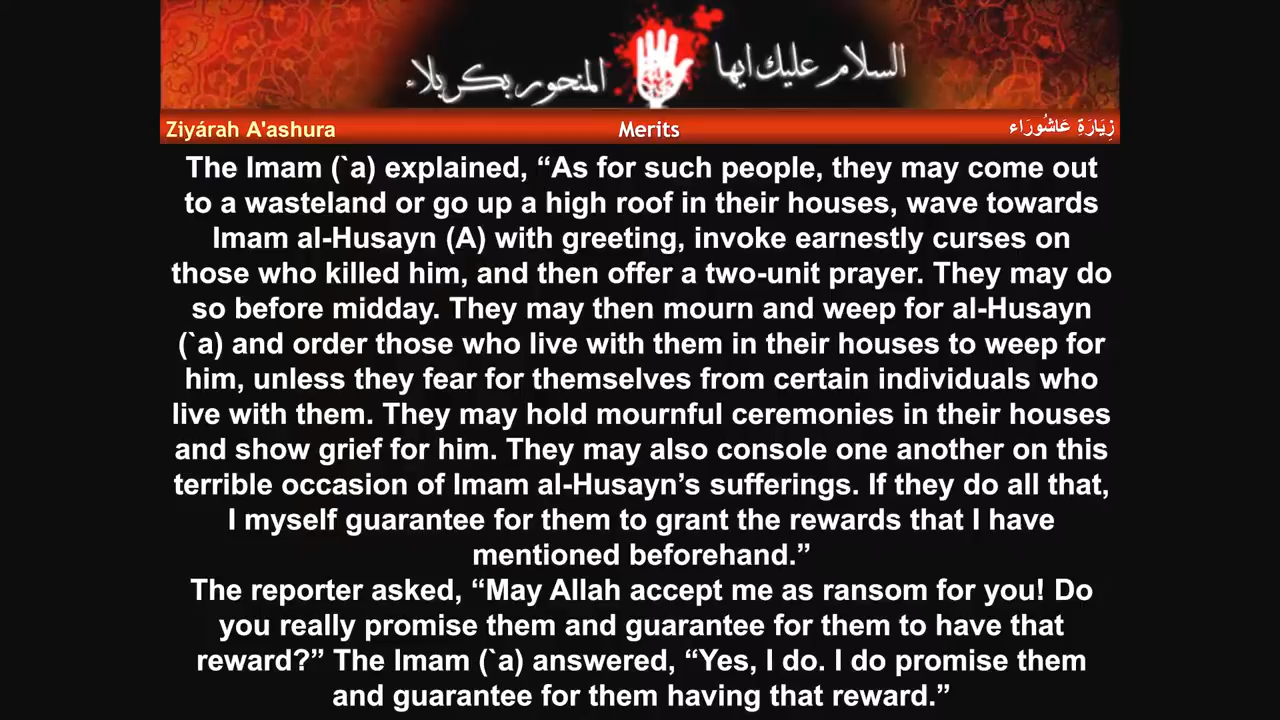 السلام عليك ايها
المنحور بكربلاء
Ziyárah A'ashura
Merits
زِيَارَةِ عَاشُورَاء
The Imam (`a) explained, “As for such people, they may come out
to a wasteland or go up a high roof in their houses, wave towards
Imam al-Husayn (A) with greeting, invoke earnestly curses on
those who killed him, and then offer a two-unit prayer. They may do
so before midday. They may then mourn and weep for al-Husayn
(`a) and order those who live with them in their houses to weep for
him, unless they fear for themselves from certain individuals who
live with them. They may hold mournful ceremonies in their houses
and show grief for him. They may also console one another on this
terrible occasion of Imam al-Husayn’s sufferings. If they do all that,
I myself guarantee for them to grant the rewards that I have
mentioned beforehand.”
The reporter asked, “May Allah accept me as ransom for you! Do
you really promise them and guarantee for them to have that
reward?” The Imam (`a) answered, “Yes, I do. I do promise them
and guarantee for them having that reward.”